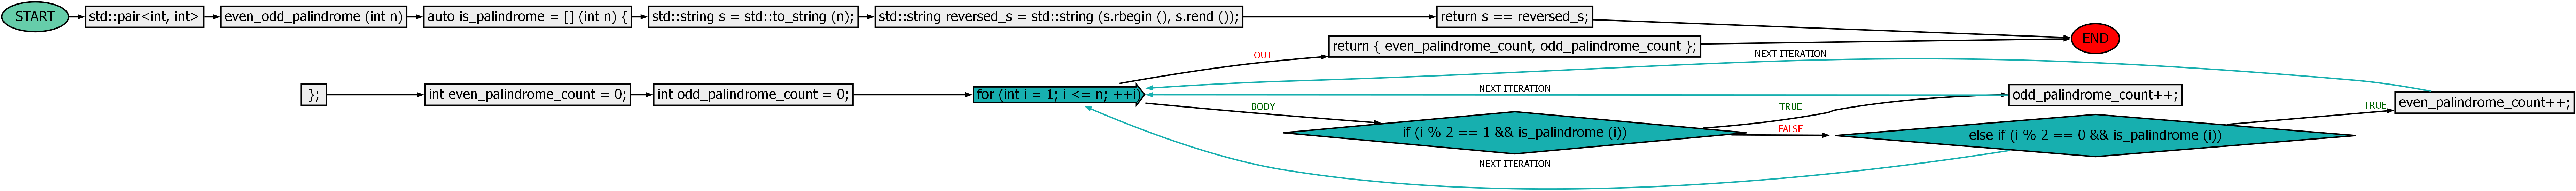 START
std::pair<int, int>
even_odd_palindrome (int n)
auto is_palindrome = [] (int n) {
std::string s = std::to_string (n);
std::string reversed_s = std::string (s.rbegin (), s.rend ());
return s == reversed_s;
END
return { even_palindrome_count, odd_palindrome_count };
OUT
NEXT ITERATION
};
int even_palindrome_count = 0;
int odd_palindrome_count = 0;
for (int i = 1; i <= n; ++i)
NEXT ITERATION
BODY
TRUE
odd_palindrome_count++;
TRUE
even_palindrome_count++;
if (i % 2 == 1 && is_palindrome (i))
FALSE
else if (i % 2 == 0 && is_palindrome (i))
NEXT ITERATION